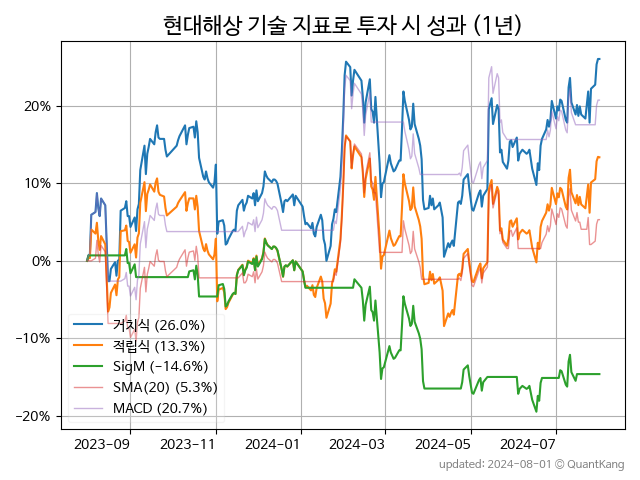 현대해상 기술 지표로 투자 시 성과 (1년)
20%
10%
0%
−10%
−20%
거치식 (26.0%)
적립식 (13.3%)
SigM (−14.6%)
SMA(20) (5.3%)
MACD (20.7%)
2023-09 2023-11 2024-01 2024-03 2024-05 2024-07
updated: 2024-08-01 @ QuantKang